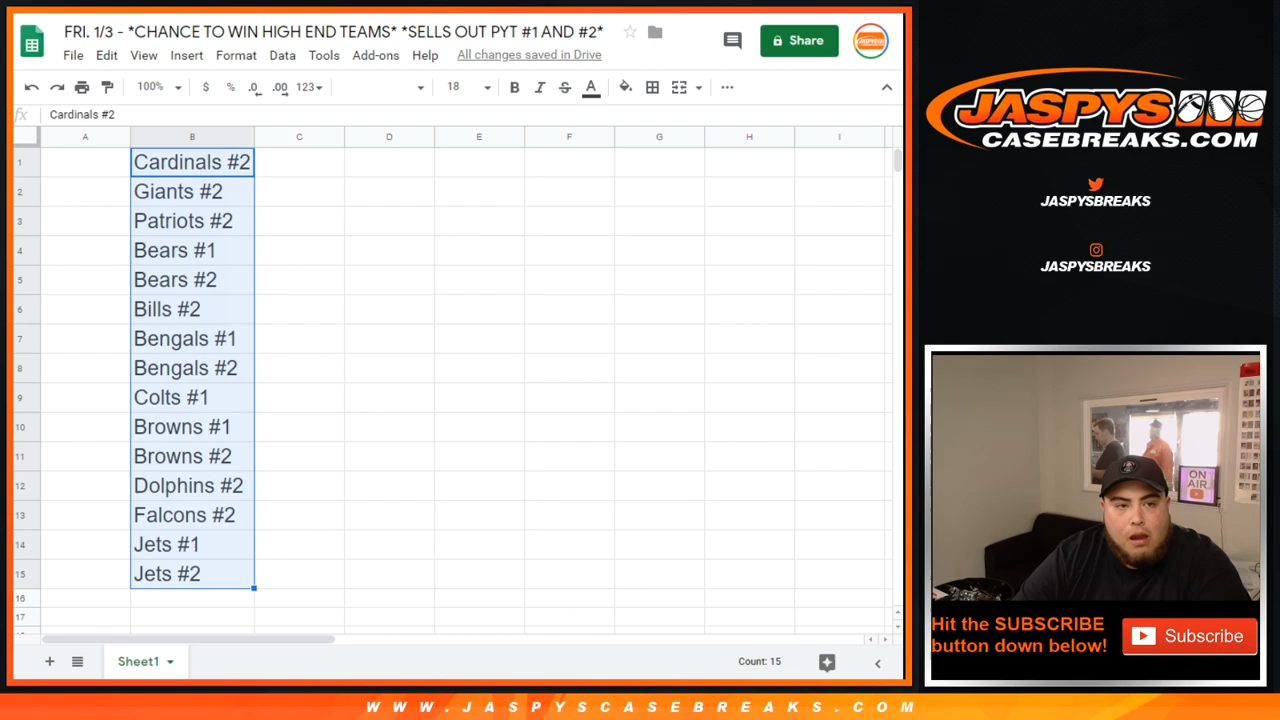 FRI. 1/3 - *CHANCE TO WIN HIGH END TEAMS* *SELLS OUT PYT #1 AND #2*
File Edit View Insert Format Data Tools Add-ons Help All changes saved in Drive
Share
100% $ % .0 .00 123 18 B I S A
fx Cardinals #2
A B C D E F G H I
1 Cardinals #2
2 Giants #2
3 Patriots #2
4 Bears #1
5 Bears #2
6 Bills #2
7 Bengals #1
8 Bengals #2
9 Colts #1
10 Browns #1
11 Browns #2
12 Dolphins #2
13 Falcons #2
14 Jets #1
15 Jets #2
16
17
Sheet1
Count: 15
JASPYS
CASEBREAKS.COM
JASPYSBREAKS
JASPYSBREAKS
ON
AIR
Hit the SUBSCRIBE
button down below!
Subscribe
WWW.JASPYSCASEBREAKS.COM